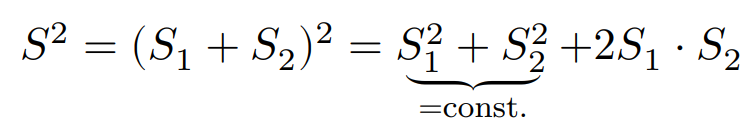 S² = (S₁ + S₂)² = S₁² + S₂² +2S₁ · S₂
=const.